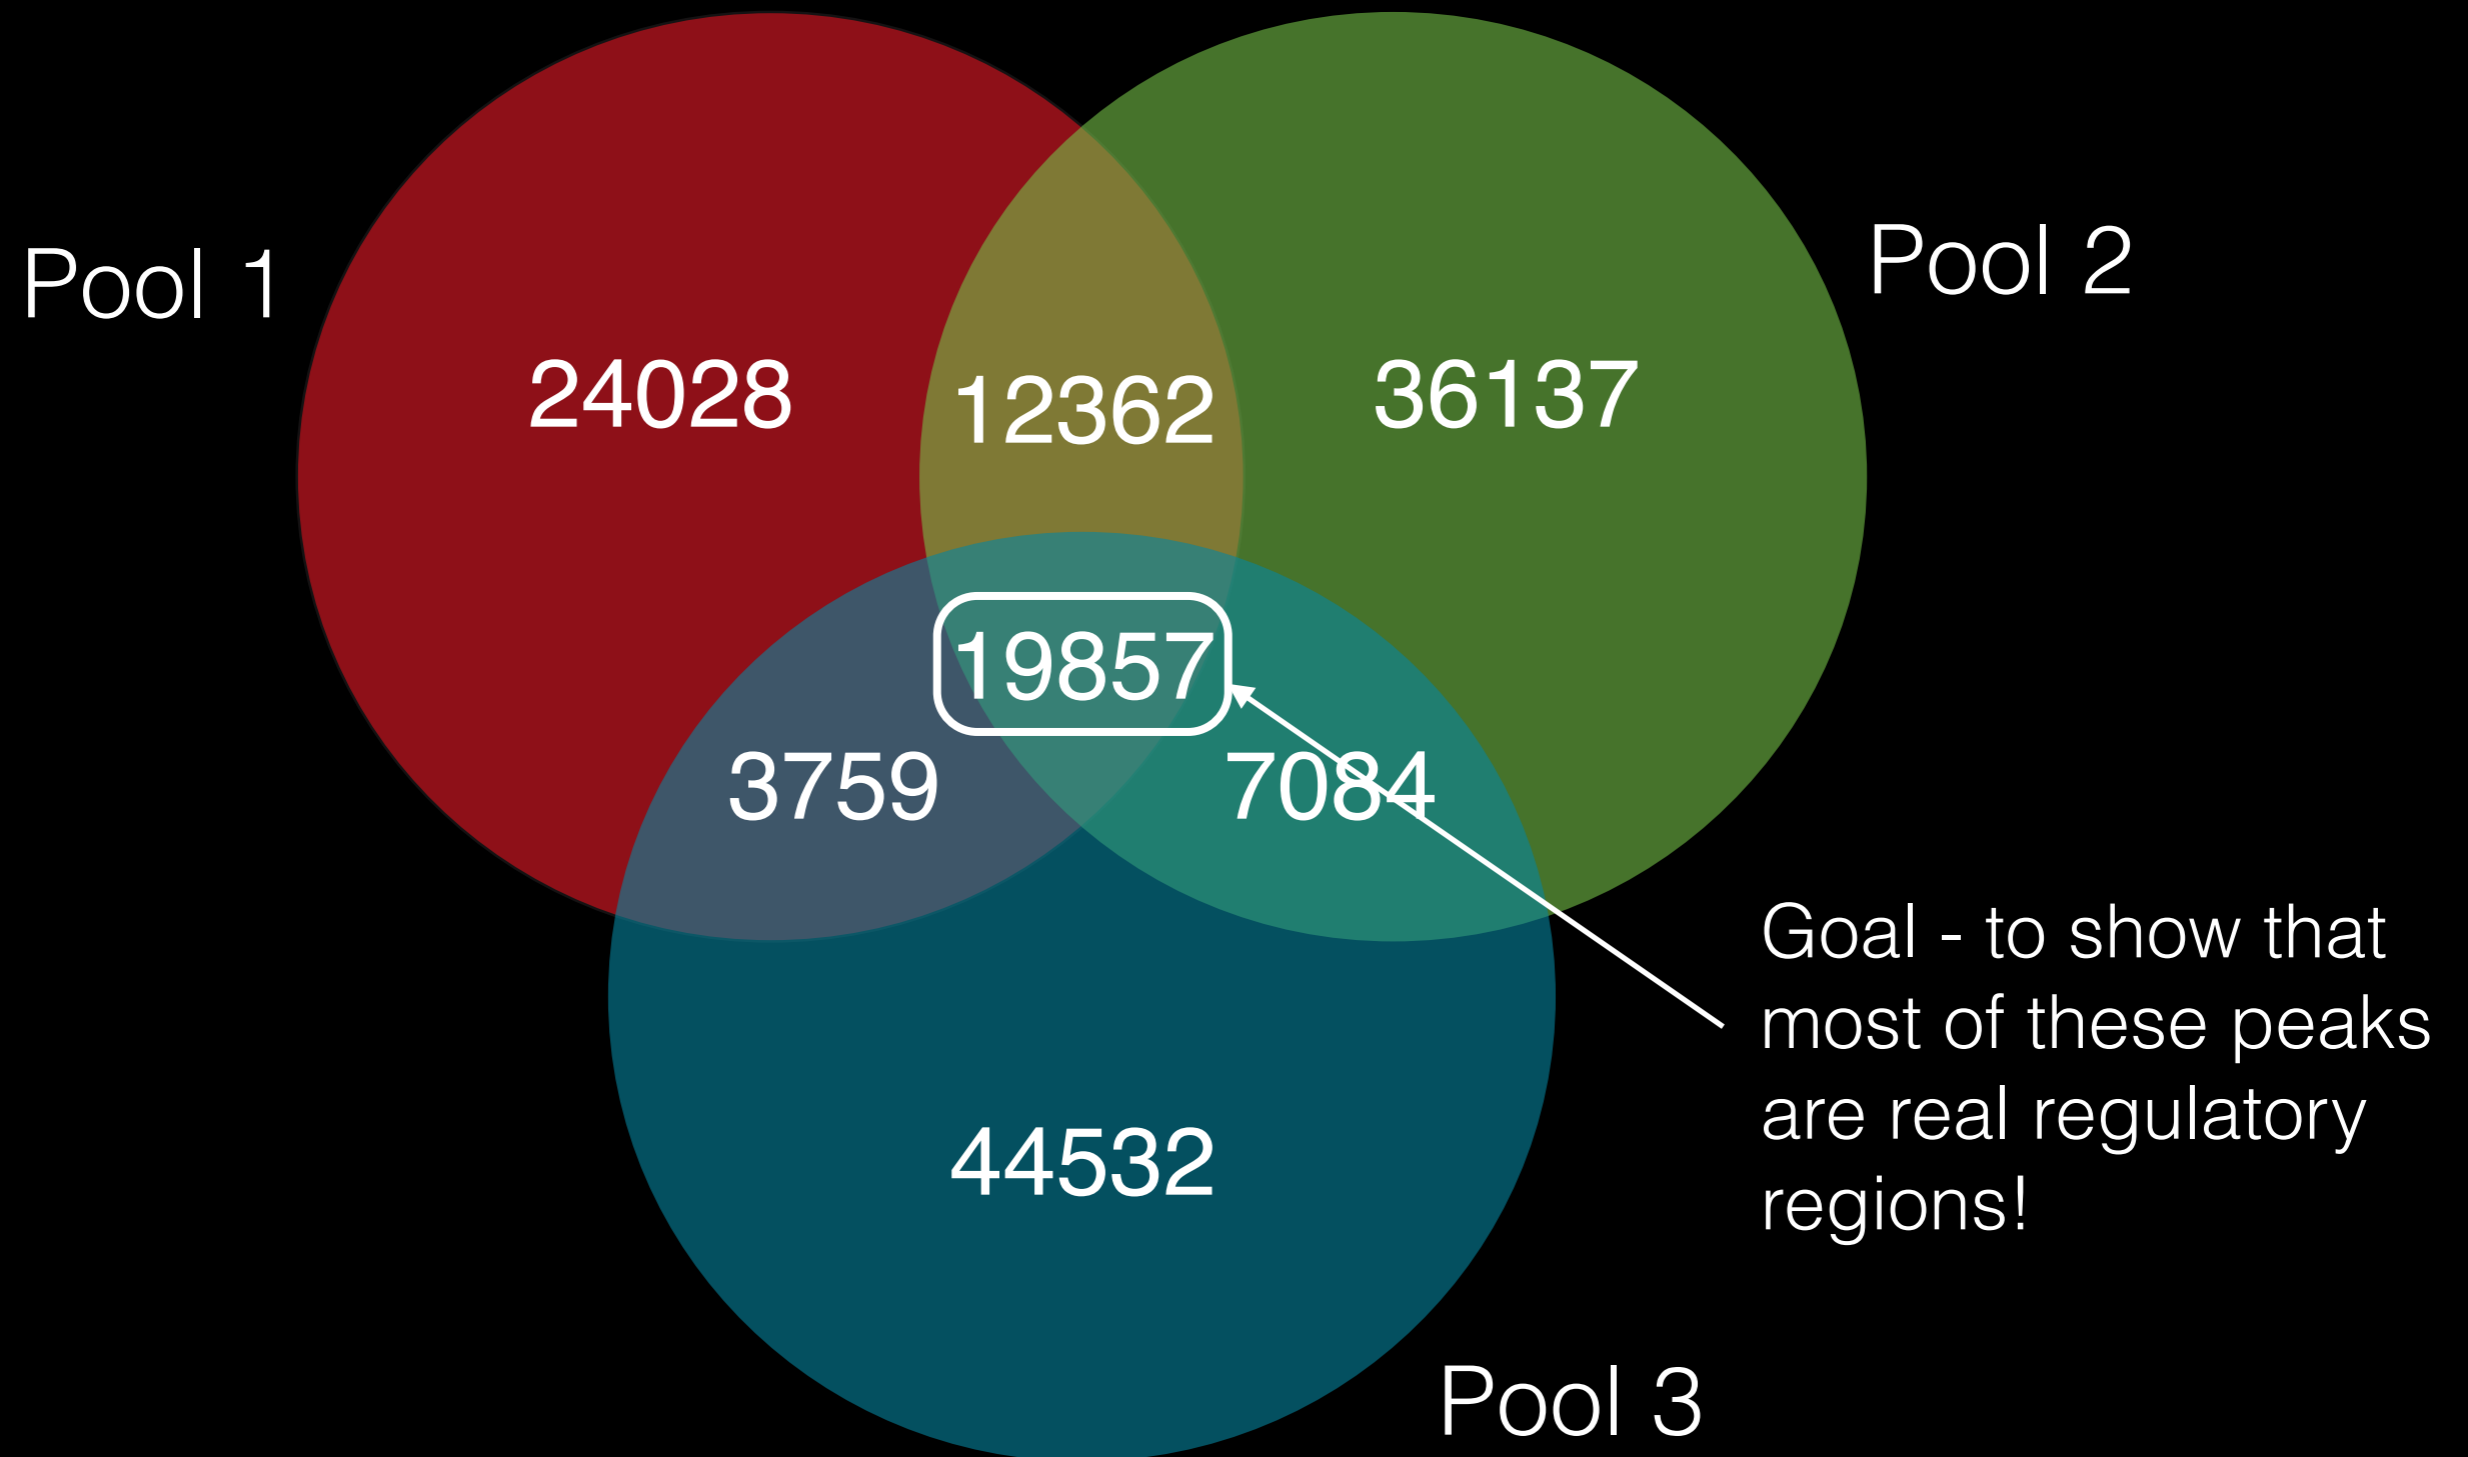 Pool 1
Pool 2
24028
12362
36137
19857
3759
7084
Goal - to show that
most of these peaks
are real regulatory
regions!
44532
Pool 3